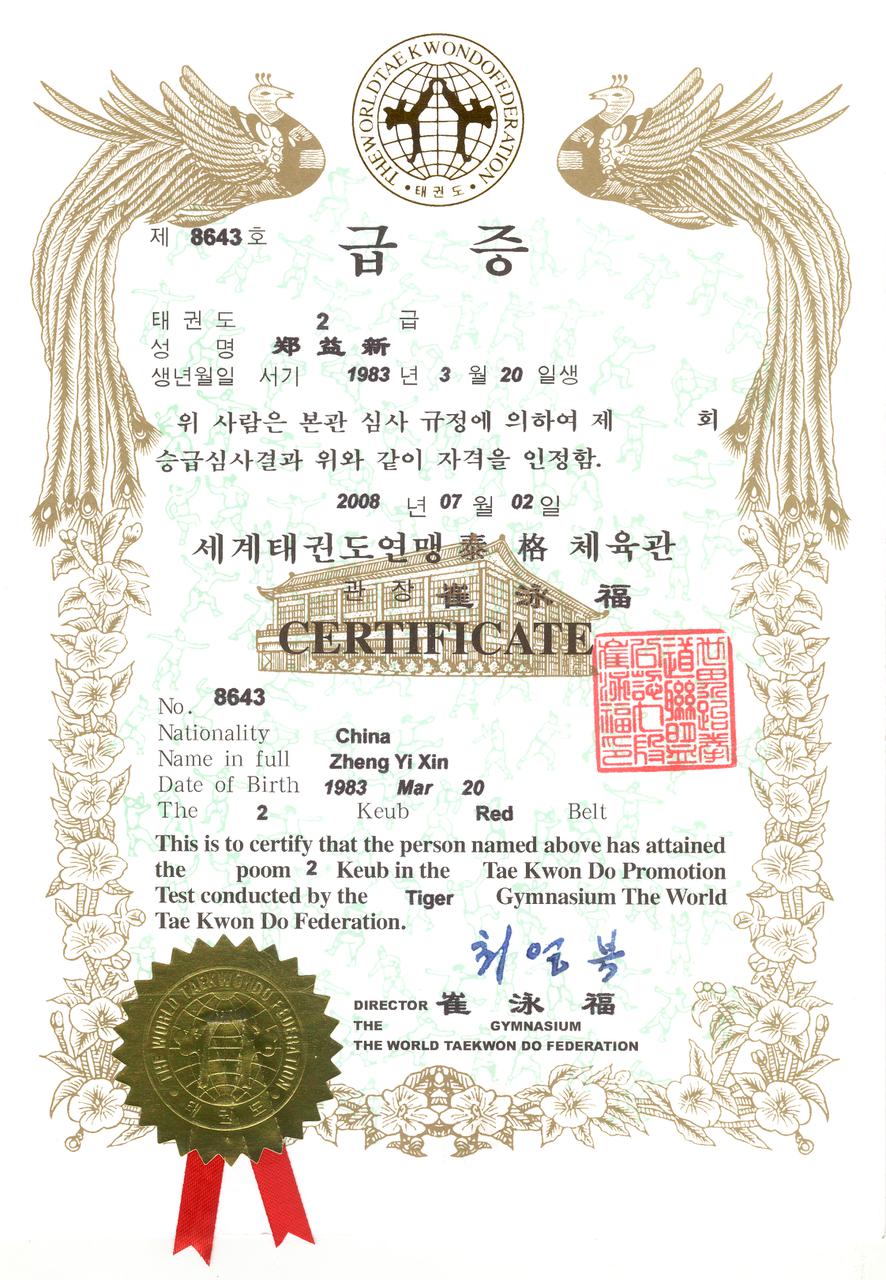 THE WORLD TAEKWONDO FEDERATION
• 태권도 •
제 8643 호
급 증
태 권 도 2 급
성 명 郑 益 新
생년월일 서기 1983 년 3 월 20 일생
위 사람은 본관 심사 규정에 의하여 제 회
승급심사결과 위와 같이 자격을 인정함.
2008 년 07 월 02 일
세계태권도연맹 泰 格 체육관
관 장 崔 泳 福
CERTIFICATE
No. 8643
Nationality China
Name in full Zheng Yi Xin
Date of Birth 1983 Mar 20
The 2 Keub Red Belt
This is to certify that the person named above has attained
the poom 2 Keub in the Tae Kwon Do Promotion
Test conducted by the Tiger Gymnasium The World
Tae Kwon Do Federation.
최영복
DIRECTOR 崔 泳 福
THE GYMNASIUM
THE WORLD TAEKWON DO FEDERATION
THE WORLD TAEKWONDO FEDERATION
태권도